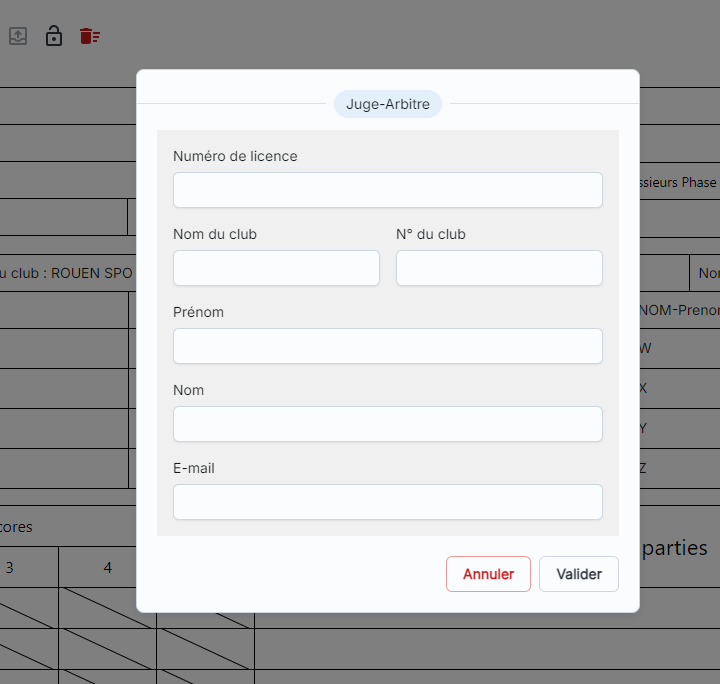 Juge-Arbitre
Numéro de licence
ssieurs Phase
Nom du club N° du club
u club : ROUEN SPO
Nor
Prénom
NOM-Prenor
W
X
Nom
Y
E-mail
Z
cores
parties
3 4
Annuler Valider